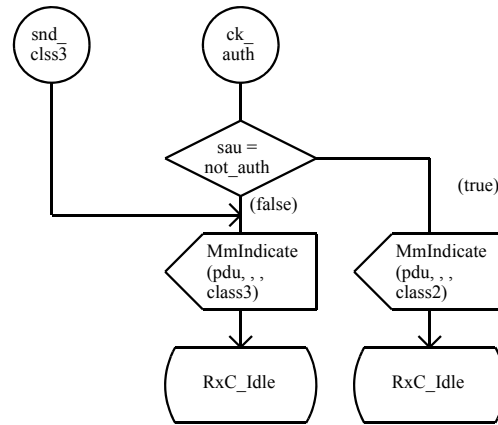 snd_
clss3
ck_
auth
sau =
not_auth
(false)
(true)
MmIndicate
(pdu, , ,
class3)
MmIndicate
(pdu, , ,
class2)
RxC_Idle
RxC_Idle